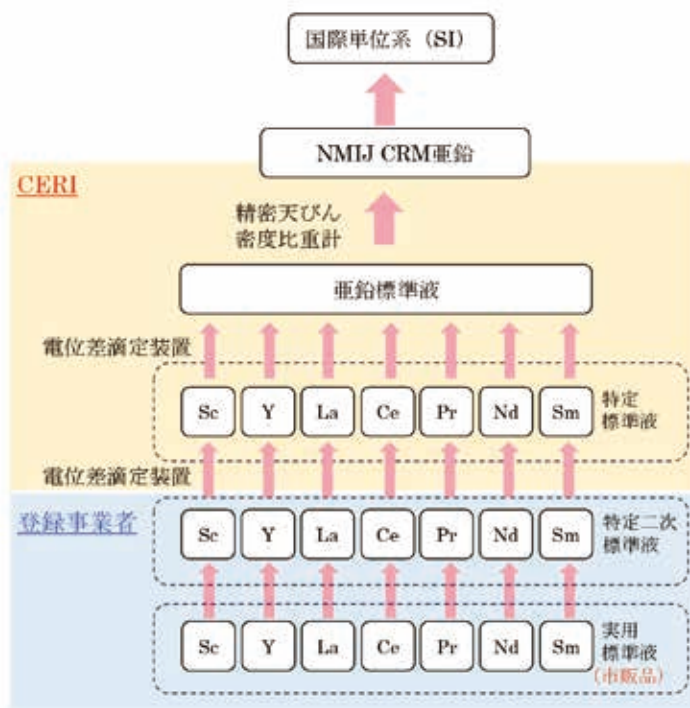 国際単位系（SI）
NMIJ CRM亜鉛
CERI
精密天びん
密度比重計
亜鉛標準液
電位差滴定装置
Sc Y La Ce Pr Nd Sm
特定
標準液
電位差滴定装置
登録事業者
Sc Y La Ce Pr Nd Sm
特定二次
標準液
Sc Y La Ce Pr Nd Sm
実用
標準液
（市販品）